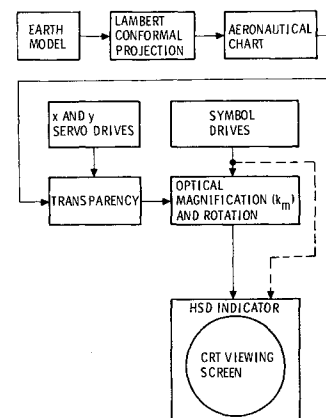 EARTH
MODEL
LAMBERT
CONFORMAL
PROJECTION
AERONAUTICAL
CHART
x AND y
SERVO DRIVES
SYMBOL
DRIVES
TRANSPARENCY
OPTICAL
MAGNIFICATION (km)
AND ROTATION
HSD INDICATOR
CRT VIEWING
SCREEN